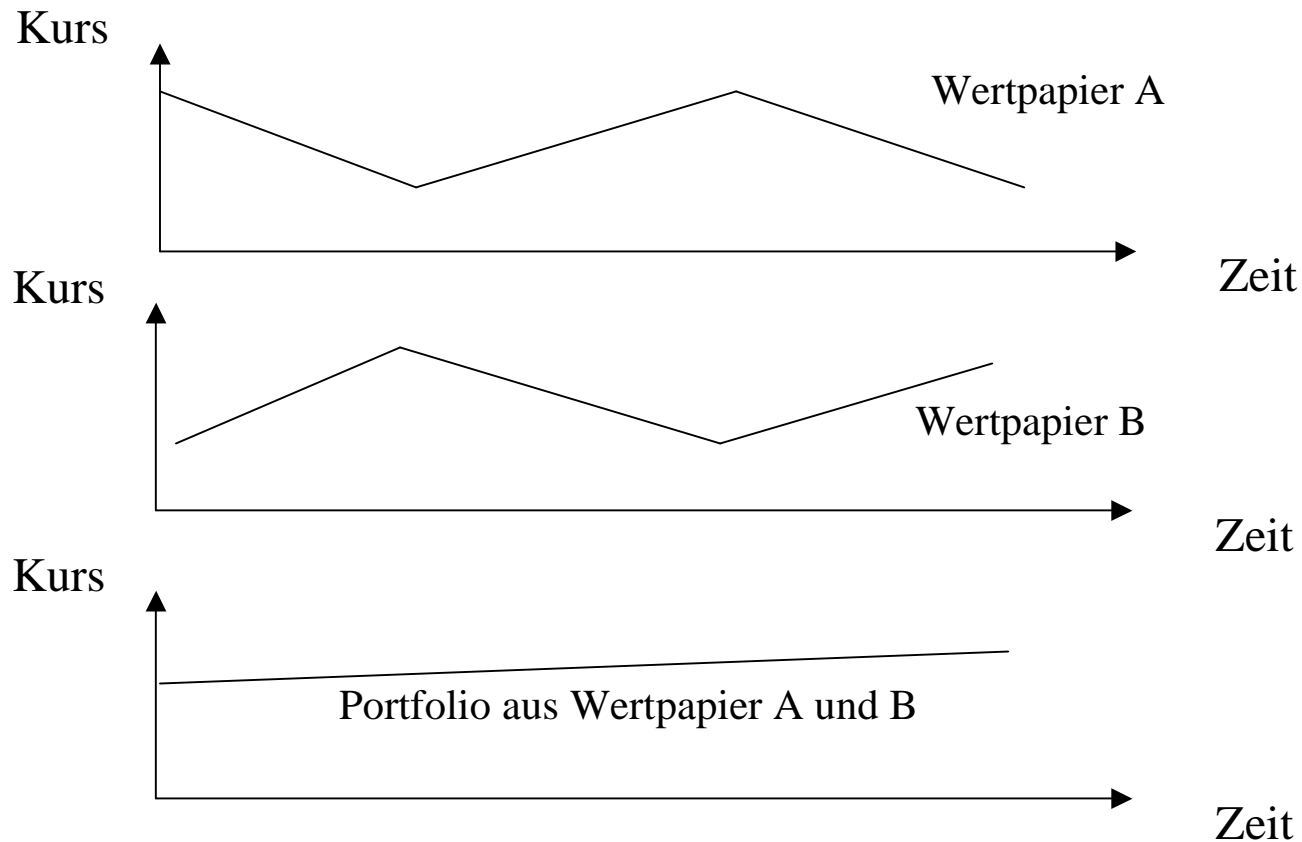 Kurs
Wertpapier A
Zeit
Kurs
Wertpapier B
Zeit
Kurs
Portfolio aus Wertpapier A und B
Zeit